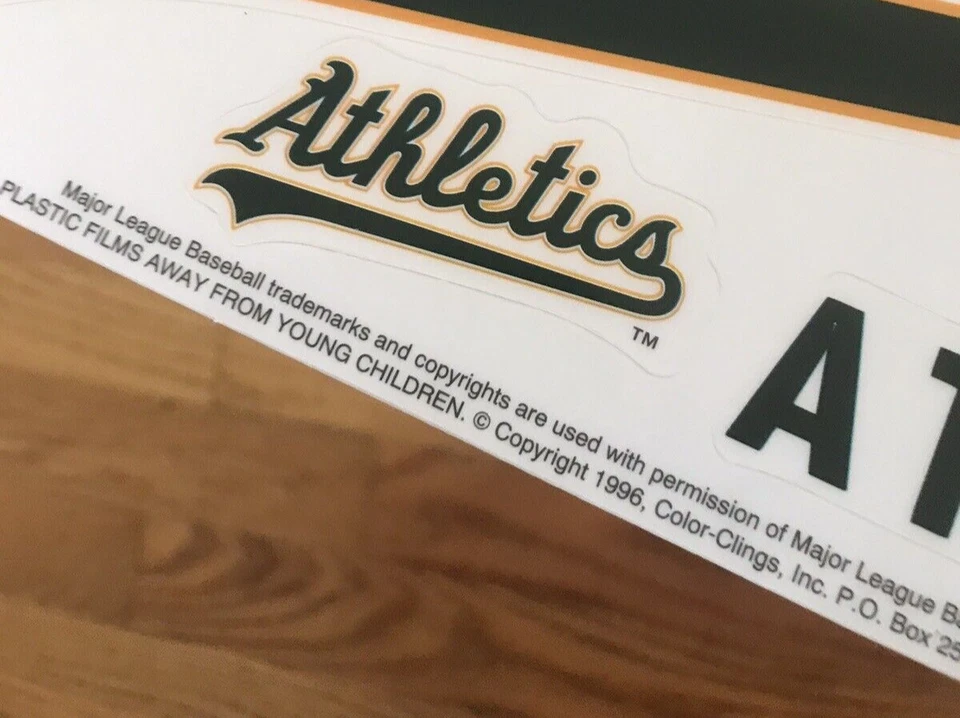 Athletics
TM
A
Major League Baseball trademarks and copyrights are used with permission of Major League
PLASTIC FILMS AWAY FROM YOUNG CHILDREN. © Copyright 1996, Color-Clings, Inc. P.O. Box 25